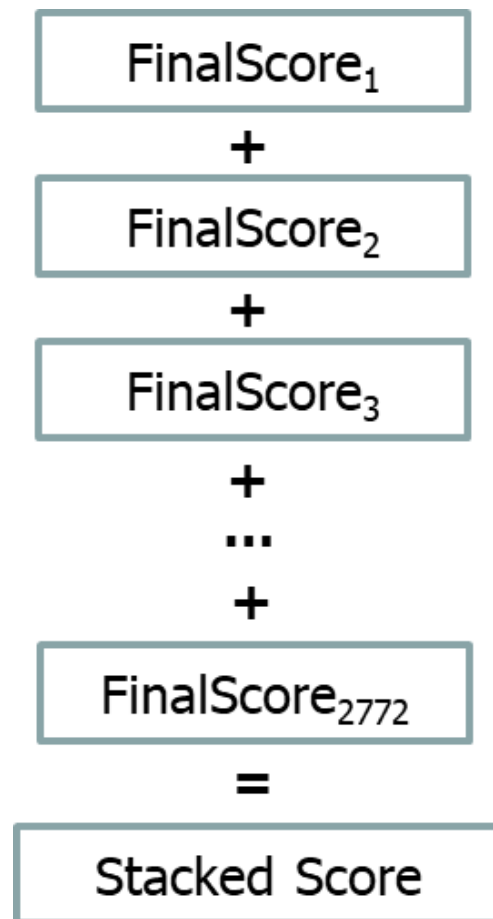 FinalScore₁
+
FinalScore₂
+
FinalScore₃
+
...
+
FinalScore₂₇₇₂
=
Stacked Score